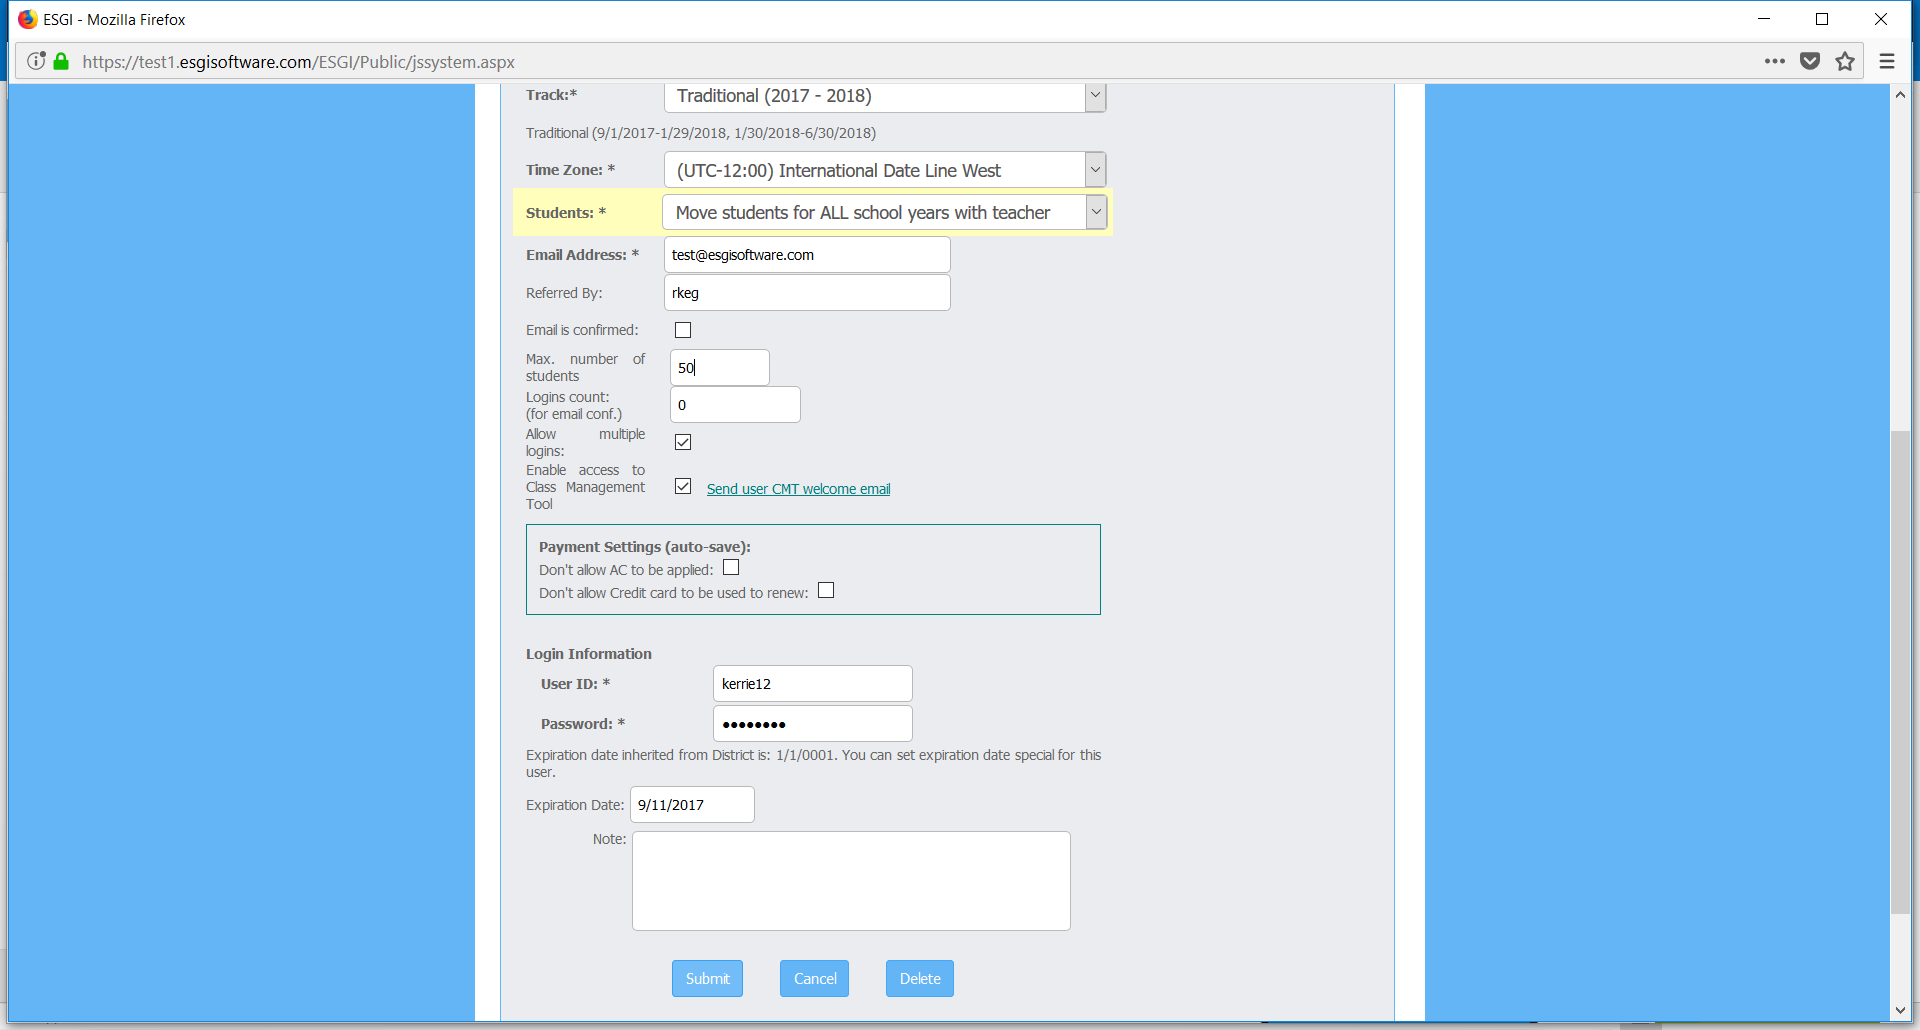 ESGI - Mozilla Firefox
https://test1.esgisoftware.com/ESGI/Public/jssystem.aspx
Track:* Traditional (2017 - 2018)
Traditional (9/1/2017-1/29/2018, 1/30/2018-6/30/2018)
Time Zone: * (UTC-12:00) International Date Line West
Students: * Move students for ALL school years with teacher
Email Address: * test@esgisoftware.com
Referred By: rkeg
Email is confirmed:
Max. number of
students
50
Logins count:
(for email conf.)
0
Allow multiple
logins:
Enable access to
Class Management
Tool
Send user CMT welcome email
Payment Settings (auto-save):
Don't allow AC to be applied:
Don't allow Credit card to be used to renew:
Login Information
User ID: * kerrie12
Password: * ●●●●●●●●
Expiration date inherited from District is: 1/1/0001. You can set expiration date special for this
user.
Expiration Date: 9/11/2017
Note:
Submit Cancel Delete